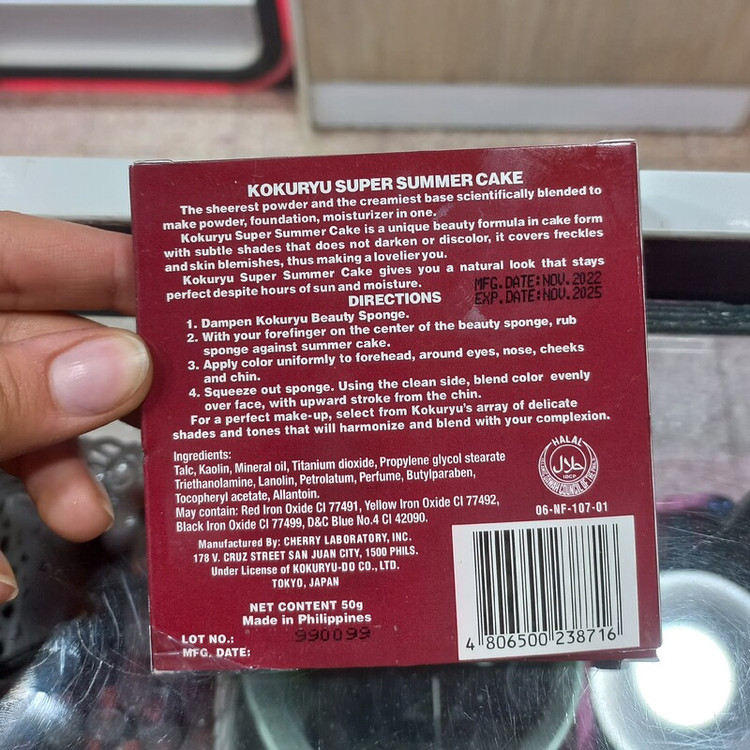 KOKURYU SUPER SUMMER CAKE
The sheerest powder and the creamiest base scientifically blended to
make powder, foundation, moisturizer in one.
Kokuryu Super Summer Cake is a unique beauty formula in cake form
with subtle shades that does not darken or discolor, it covers freckles
and skin blemishes, thus making a lovelier you.
Kokuryu Super Summer Cake gives you a natural look that stays
perfect despite hours of sun and moisture.
MFG. DATE: NOV. 2022
EXP. DATE: NOV. 2025
DIRECTIONS
1. Dampen Kokuryu Beauty Sponge.
2. With your forefinger on the center of the beauty sponge, rub
sponge against summer cake.
3. Apply color uniformly to forehead, around eyes, nose, cheeks
and chin.
4. Squeeze out sponge. Using the clean side, blend color evenly
over face, with upward stroke from the chin.
For a perfect make-up, select from Kokuryu's array of delicate
shades and tones that will harmonize and blend with your complexion.
Ingredients:
Talc, Kaolin, Mineral oil, Titanium dioxide, Propylene glycol stearate
Triethanolamine, Lanolin, Petrolatum, Perfume, Butylparaben,
Tocopheryl acetate, Allantoin.
May contain: Red Iron Oxide CI 77491, Yellow Iron Oxide CI 77492,
Black Iron Oxide CI 77499, D&C Blue No.4 CI 42090.
HALAL
حلال
IDCP
06-NF-107-01
Manufactured By: CHERRY LABORATORY, INC.
178 V. CRUZ STREET SAN JUAN CITY, 1500 PHILS.
Under License of KOKURYU-DO CO., LTD.
TOKYO, JAPAN
NET CONTENT 50g
Made in Philippines
LOT NO.: 990099
MFG. DATE:
4 806500 238716